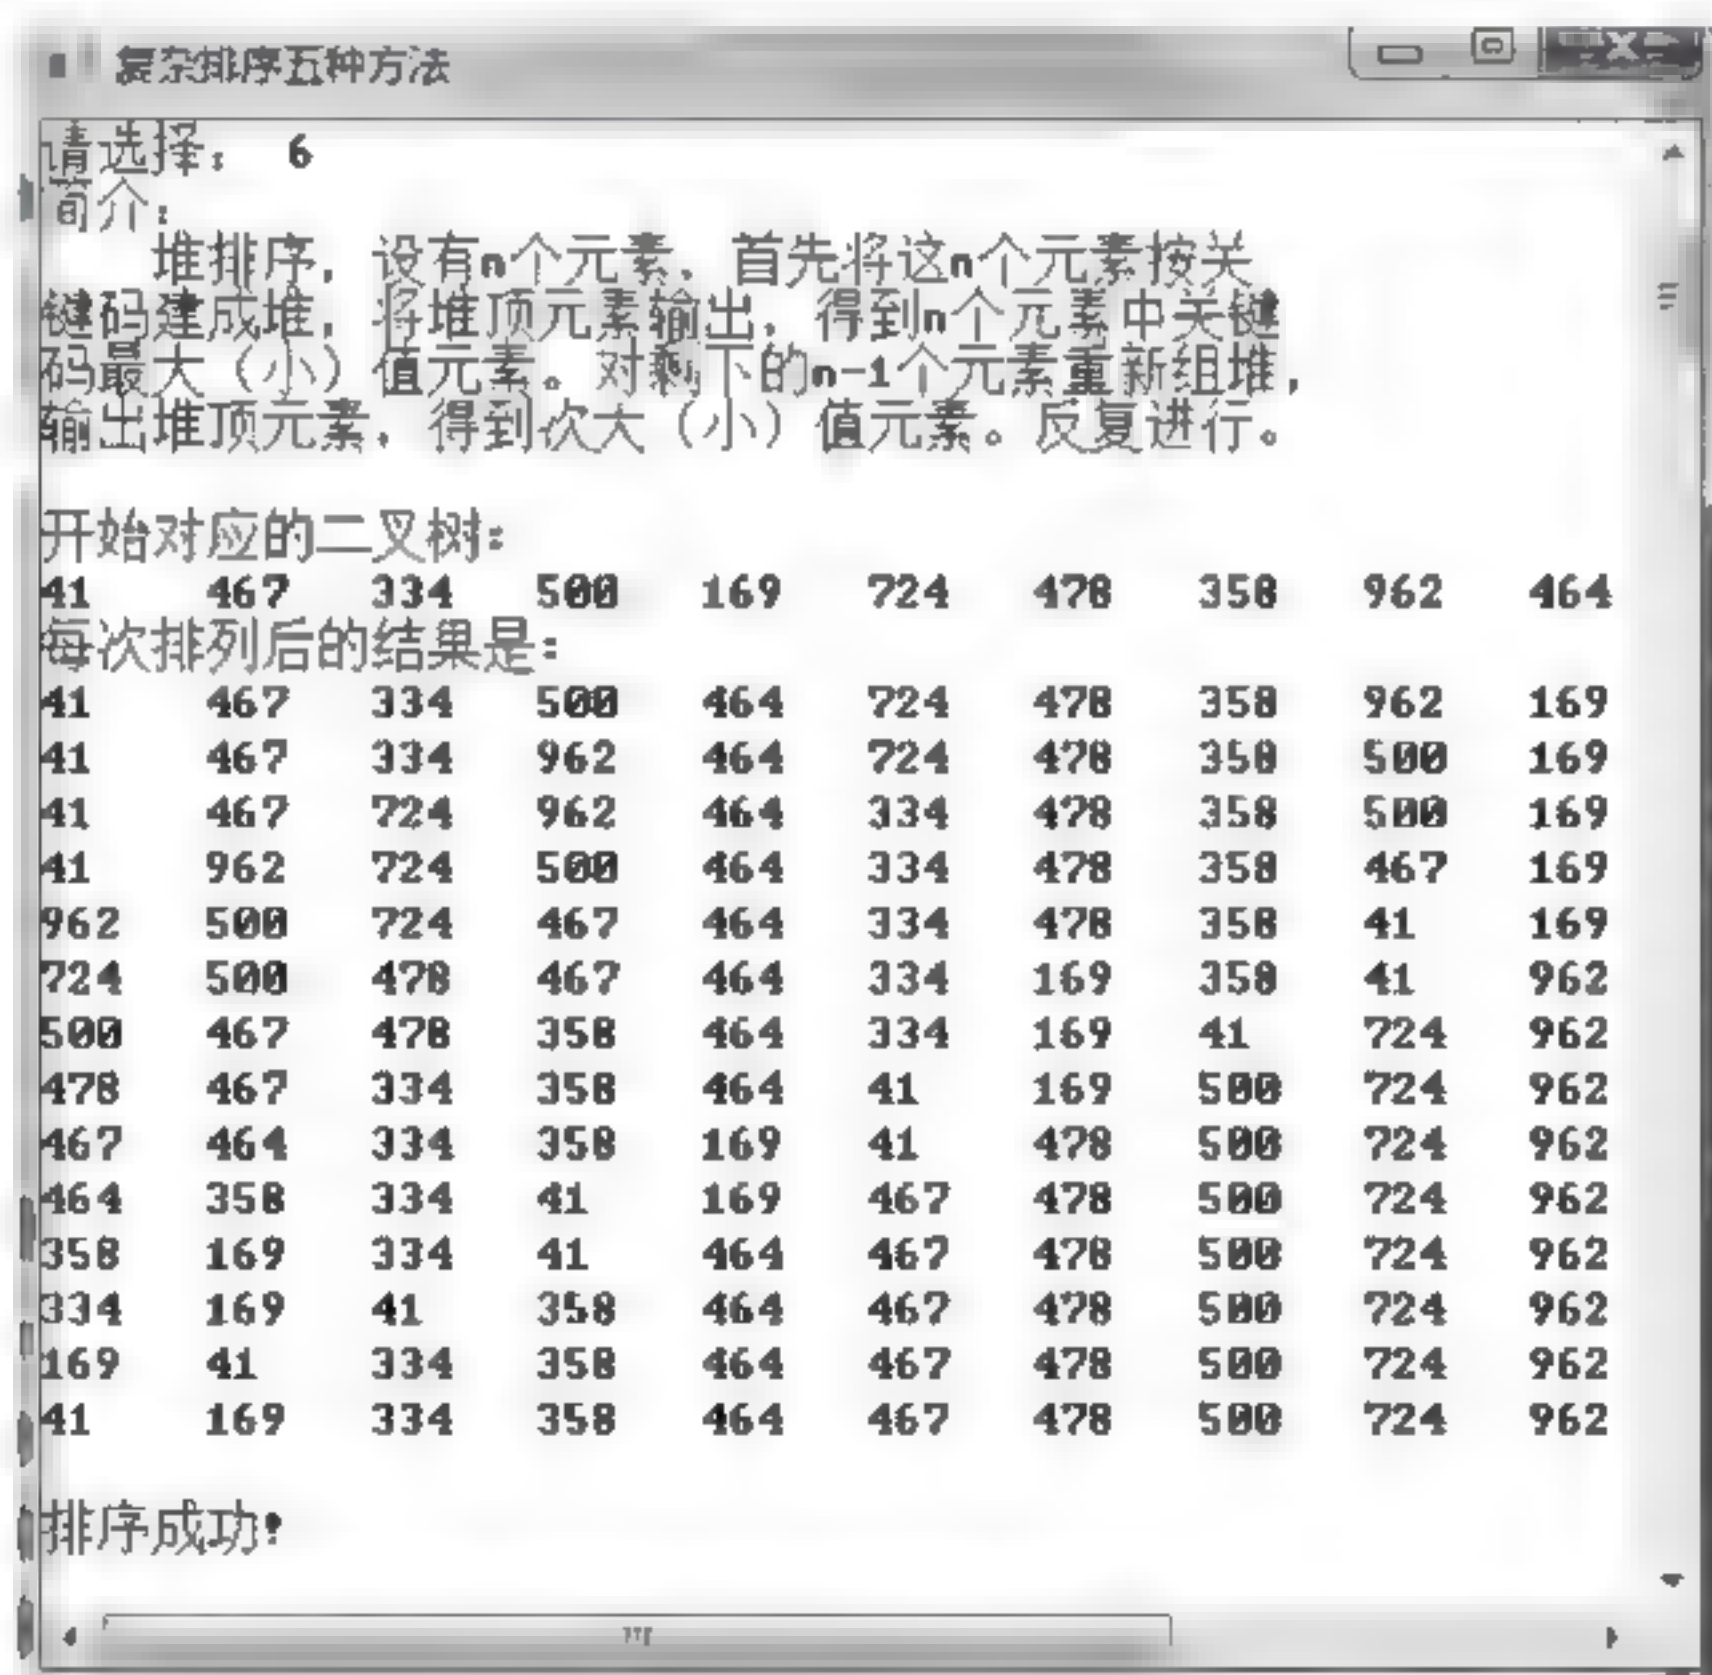 复杂排序五种方法
请选择： 6
简介：
堆排序，设有n个元素，首先将这n个元素按关
键码建成堆，将堆顶元素输出，得到n个元素中关键
码最大（小）值元素。对剩下的n-1个元素重新组堆，
输出堆顶元素，得到次大（小）值元素。反复进行。
开始对应的二叉树：
41 467 334 500 169 724 478 358 962 464
每次排列后的结果是：
41 467 334 500 464 724 478 358 962 169
41 467 334 962 464 724 478 358 500 169
41 467 724 962 464 334 478 358 500 169
41 962 724 500 464 334 478 358 467 169
962 500 724 467 464 334 478 358 41 169
724 500 478 467 464 334 169 358 41 962
500 467 478 358 464 334 169 41 724 962
478 467 334 358 464 41 169 500 724 962
467 464 334 358 169 41 478 500 724 962
464 358 334 41 169 467 478 500 724 962
358 169 334 41 464 467 478 500 724 962
334 169 41 358 464 467 478 500 724 962
169 41 334 358 464 467 478 500 724 962
41 169 334 358 464 467 478 500 724 962
排序成功!